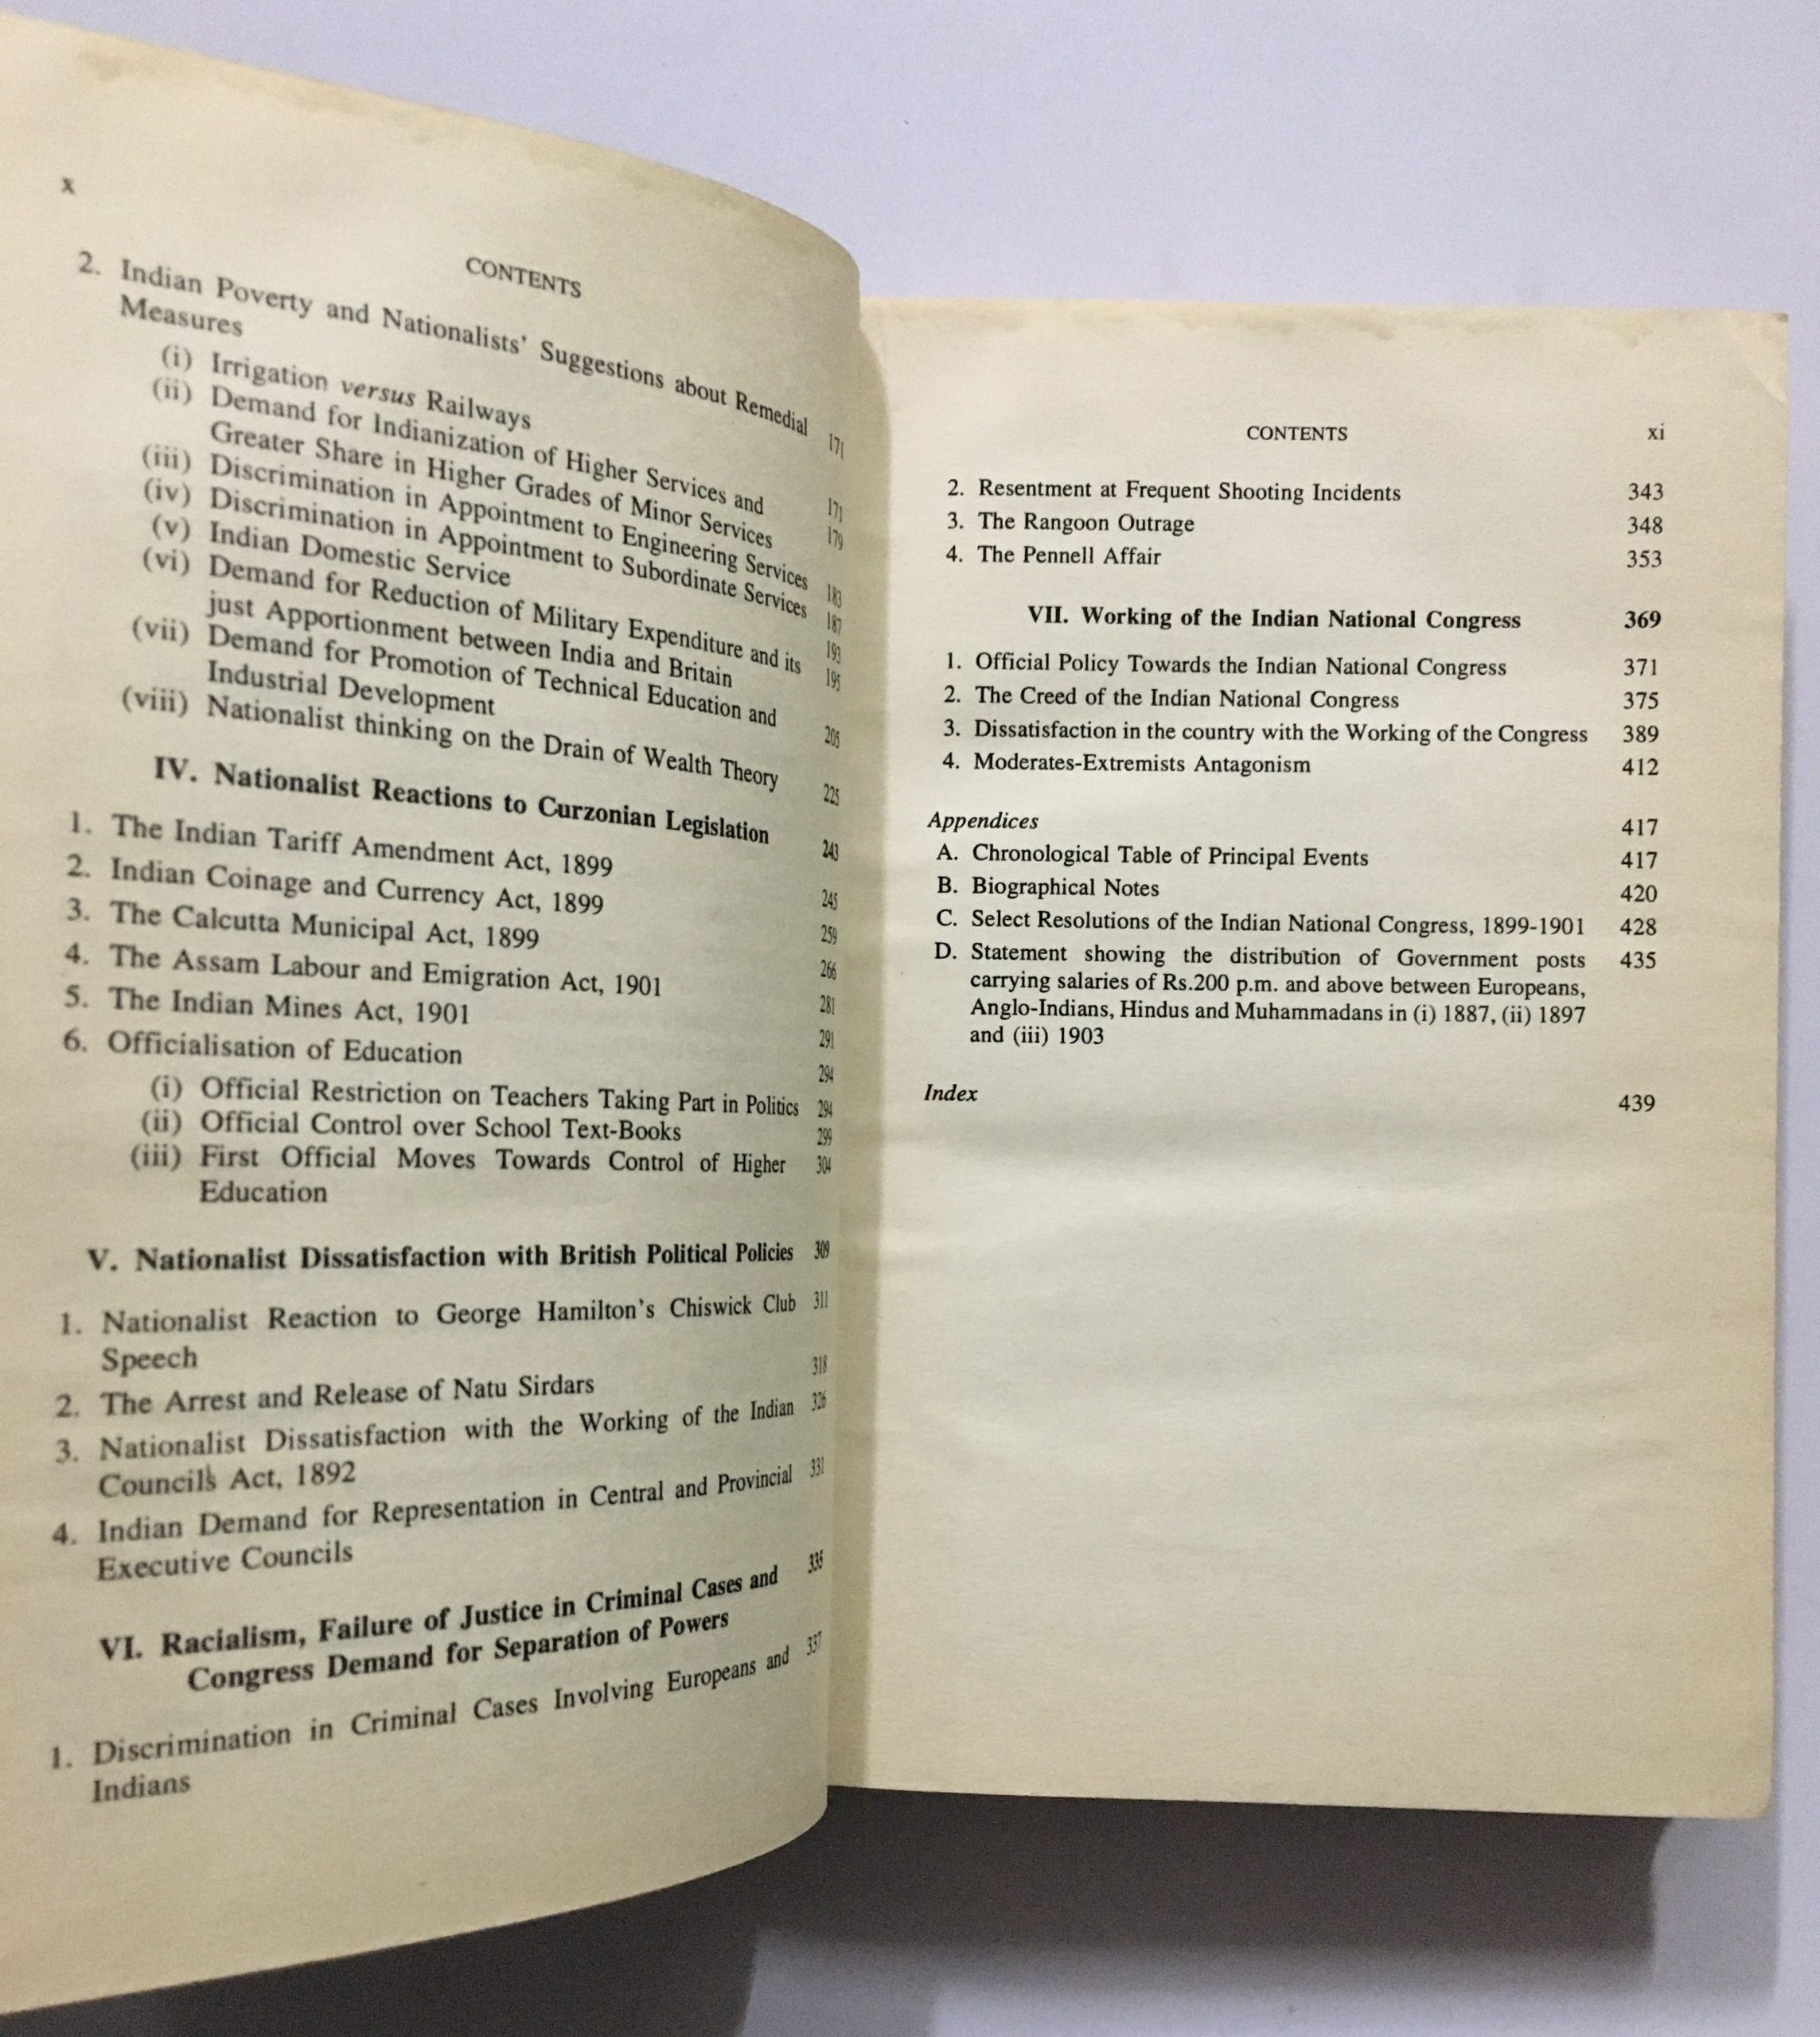 x
CONTENTS
2. Indian Poverty and Nationalists' Suggestions about Remedial 171
Measures
(i) Irrigation versus Railways 171
(ii) Demand for Indianization of Higher Services and 179
Greater Share in Higher Grades of Minor Services
(iii) Discrimination in Appointment to Engineering Services 183
(iv) Discrimination in Appointment to Subordinate Services 187
(v) Indian Domestic Service 193
(vi) Demand for Reduction of Military Expenditure and its 195
just Apportionment between India and Britain
(vii) Demand for Promotion of Technical Education and 205
Industrial Development
(viii) Nationalist thinking on the Drain of Wealth Theory 225
IV. Nationalist Reactions to Curzonian Legislation 243
1. The Indian Tariff Amendment Act, 1899 245
2. Indian Coinage and Currency Act, 1899 259
3. The Calcutta Municipal Act, 1899 266
4. The Assam Labour and Emigration Act, 1901 281
5. The Indian Mines Act, 1901 291
6. Officialisation of Education 294
(i) Official Restriction on Teachers Taking Part in Politics 294
(ii) Official Control over School Text-Books 299
(iii) First Official Moves Towards Control of Higher 304
Education
V. Nationalist Dissatisfaction with British Political Policies 309
1. Nationalist Reaction to George Hamilton's Chiswick Club 311
Speech
2. The Arrest and Release of Natu Sirdars 318
3. Nationalist Dissatisfaction with the Working of the Indian 326
Councils Act, 1892
4. Indian Demand for Representation in Central and Provincial 331
Executive Councils
VI. Racialism, Failure of Justice in Criminal Cases and 335
Congress Demand for Separation of Powers
1. Discrimination in Criminal Cases Involving Europeans and 337
Indians
CONTENTS xi
2. Resentment at Frequent Shooting Incidents 343
3. The Rangoon Outrage 348
4. The Pennell Affair 353
VII. Working of the Indian National Congress 369
1. Official Policy Towards the Indian National Congress 371
2. The Creed of the Indian National Congress 375
3. Dissatisfaction in the country with the Working of the Congress 389
4. Moderates-Extremists Antagonism 412
Appendices 417
A. Chronological Table of Principal Events 417
B. Biographical Notes 420
C. Select Resolutions of the Indian National Congress, 1899-1901 428
D. Statement showing the distribution of Government posts 435
carrying salaries of Rs.200 p.m. and above between Europeans,
Anglo-Indians, Hindus and Muhammadans in (i) 1887, (ii) 1897
and (iii) 1903
Index 439